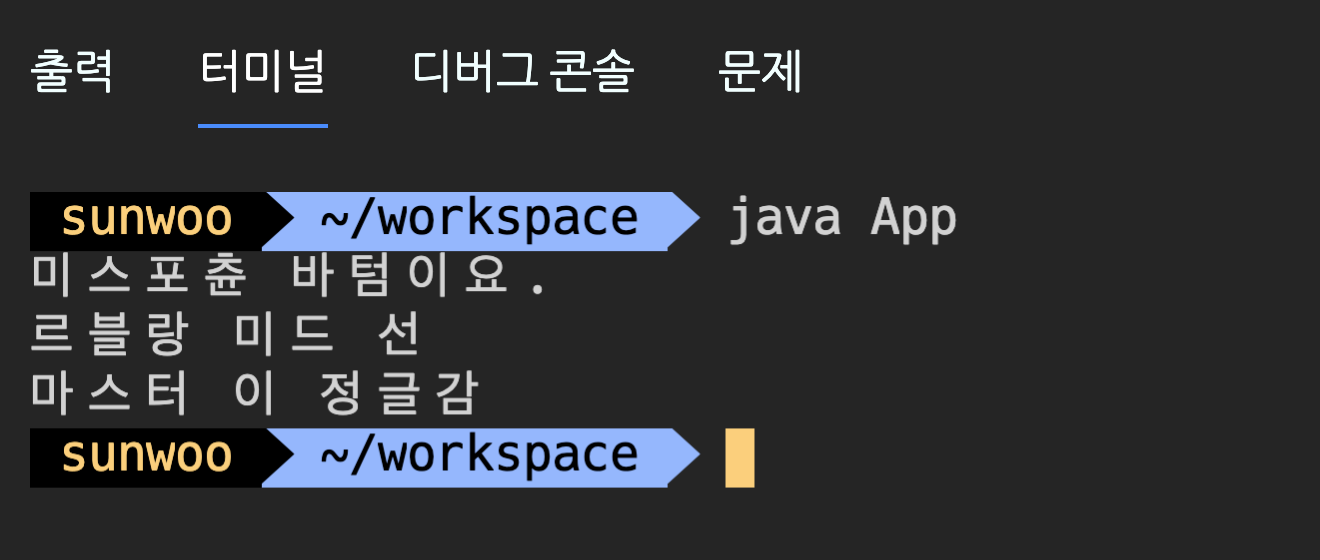 출력 터미널 디버그 콘솔 문제
sunwoo ~/workspace java App
미스포츈 바텀이요.
르블랑 미드 선
마스터 이 정글감
sunwoo ~/workspace